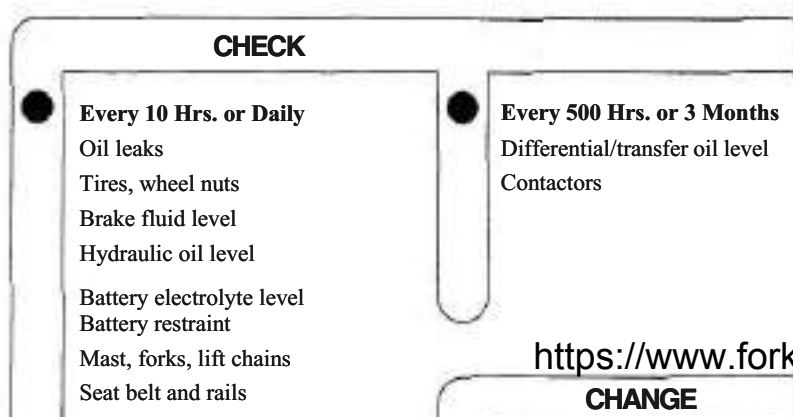 CHECK
Every 10 Hrs. or Daily
Oil leaks
Tires, wheel nuts
Brake fluid level
Hydraulic oil level
Battery electrolyte level
Battery restraint
Mast, forks, lift chains
Seat belt and rails
Every 500 Hrs. or 3 Months
Differential/transfer oil level
Contactors
https://www.fork
CHANGE